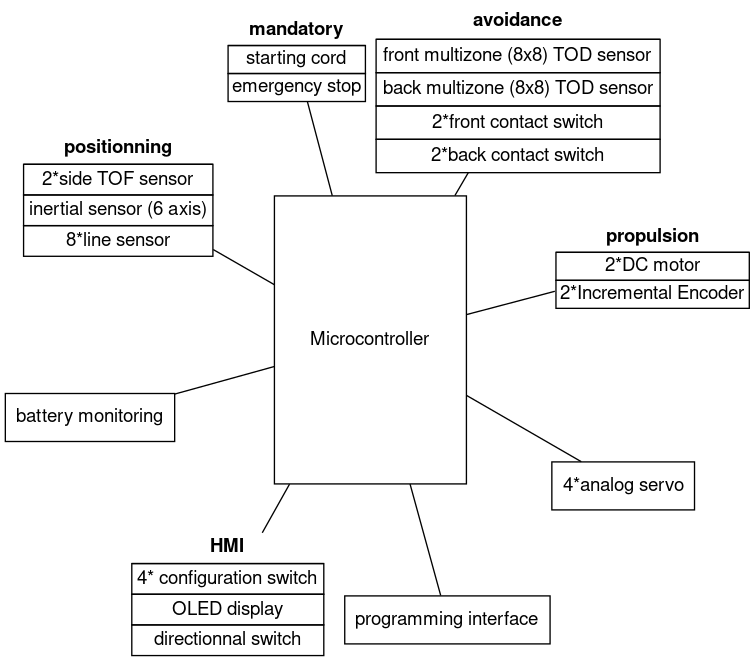 mandatory
starting cord
emergency stop
avoidance
front multizone (8x8) TOD sensor
back multizone (8x8) TOD sensor
2*front contact switch
2*back contact switch
positionning
2*side TOF sensor
inertial sensor (6 axis)
8*line sensor
propulsion
2*DC motor
2*Incremental Encoder
Microcontroller
battery monitoring
4*analog servo
HMI
4* configuration switch
OLED display
directionnal switch
programming interface